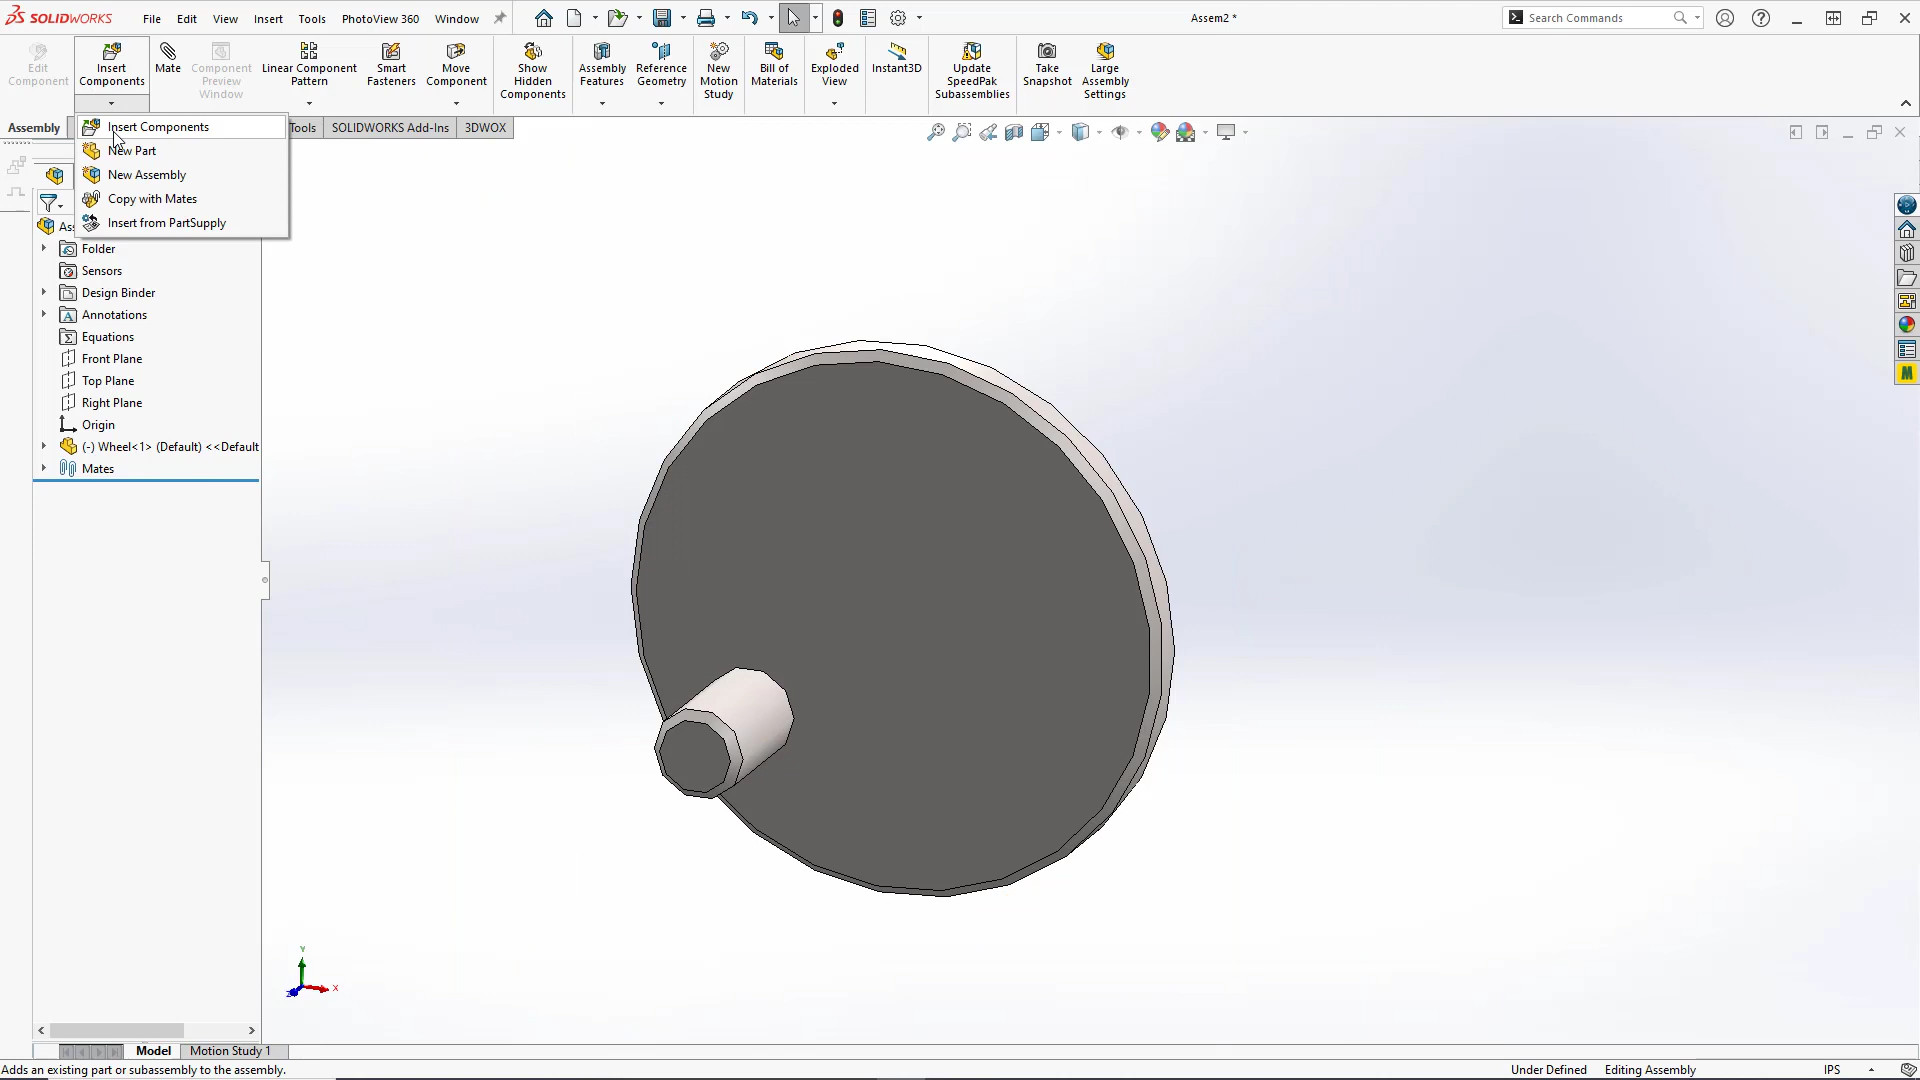 SOLIDWORKS
File
Edit
View
Insert
Tools
PhotoView 360
Window
Assem2 *
Search Commands
Edit Component
Insert Components
Mate
Component Preview Window
Linear Component Pattern
Smart Fasteners
Move Component
Show Hidden Components
Assembly Features
Reference Geometry
New Motion Study
Bill of Materials
Exploded View
Instant3D
Update SpeedPak Subassemblies
Take Snapshot
Large Assembly Settings
Assembly
Tools
SOLIDWORKS Add-Ins
3DWOX
Insert Components
New Part
New Assembly
Copy with Mates
Insert from PartSupply
Ass
Folder
Sensors
Design Binder
Annotations
Equations
Front Plane
Top Plane
Right Plane
Origin
(-) Wheel<1> (Default) <<Default
Mates
M
Y
X
Z
Model
Motion Study 1
Adds an existing part or subassembly to the assembly.
Under Defined
Editing Assembly
IPS